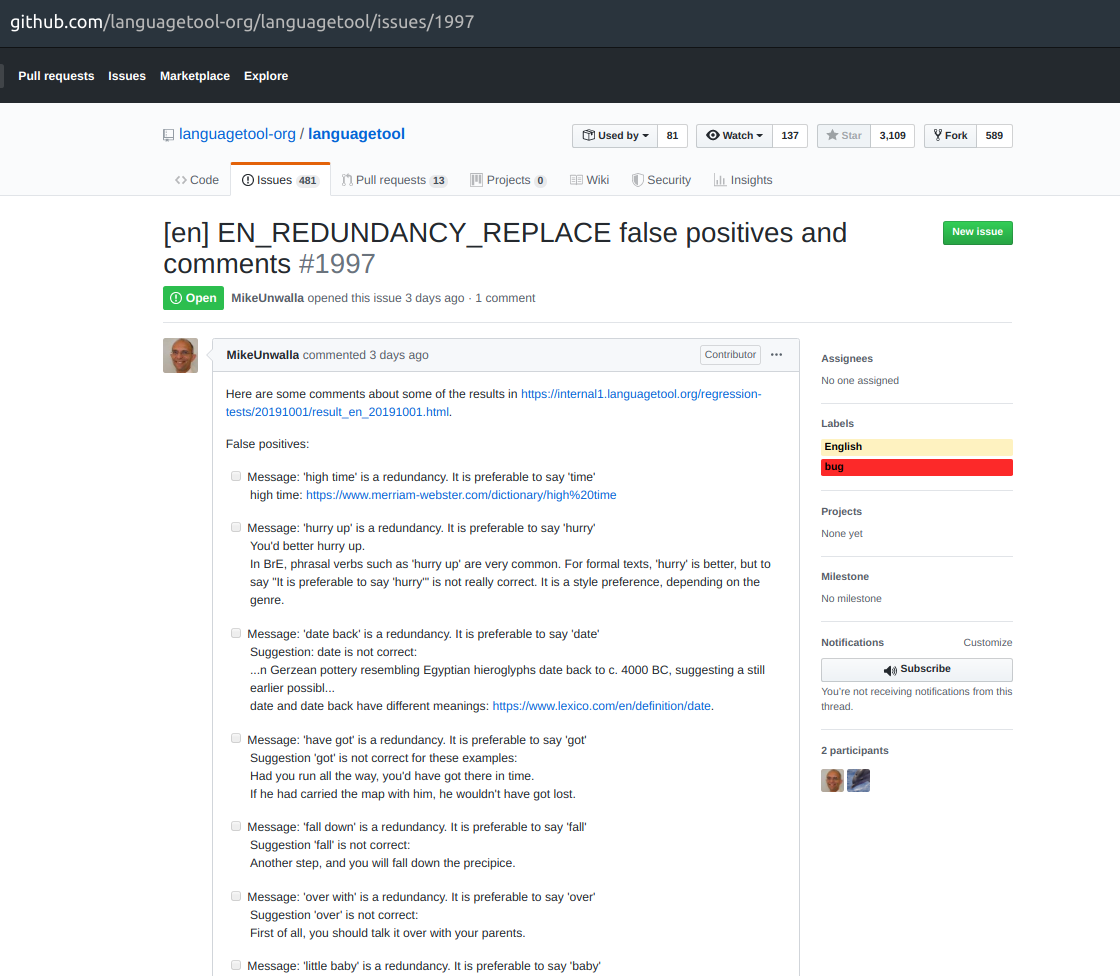 github.com/languagetool-org/languagetool/issues/1997
Pull requests Issues Marketplace Explore
languagetool-org / languagetool
Used by 81 Watch 137 Star 3,109 Fork 589
Code Issues 481 Pull requests 13 Projects 0 Wiki Security Insights
[en] EN_REDUNDANCY_REPLACE false positives and
comments #1997
New issue
Open MikeUnwalla opened this issue 3 days ago · 1 comment
MikeUnwalla commented 3 days ago
Contributor
Here are some comments about some of the results in https://internal1.languagetool.org/regression-
tests/20191001/result_en_20191001.html.
False positives:
Message: 'high time' is a redundancy. It is preferable to say 'time'
high time: https://www.merriam-webster.com/dictionary/high%20time
Message: 'hurry up' is a redundancy. It is preferable to say 'hurry'
You'd better hurry up.
In BrE, phrasal verbs such as 'hurry up' are very common. For formal texts, 'hurry' is better, but to
say "It is preferable to say 'hurry'" is not really correct. It is a style preference, depending on the
genre.
Message: 'date back' is a redundancy. It is preferable to say 'date'
Suggestion: date is not correct:
...n Gerzean pottery resembling Egyptian hieroglyphs date back to c. 4000 BC, suggesting a still
earlier possibl...
date and date back have different meanings: https://www.lexico.com/en/definition/date.
Message: 'have got' is a redundancy. It is preferable to say 'got'
Suggestion 'got' is not correct for these examples:
Had you run all the way, you'd have got there in time.
If he had carried the map with him, he wouldn't have got lost.
Message: 'fall down' is a redundancy. It is preferable to say 'fall'
Suggestion 'fall' is not correct:
Another step, and you will fall down the precipice.
Message: 'over with' is a redundancy. It is preferable to say 'over'
Suggestion 'over' is not correct:
First of all, you should talk it over with your parents.
Message: 'little baby' is a redundancy. It is preferable to say 'baby'
Assignees
No one assigned
Labels
English
bug
Projects
None yet
Milestone
No milestone
Notifications Customize
Subscribe
You're not receiving notifications from this
thread.
2 participants